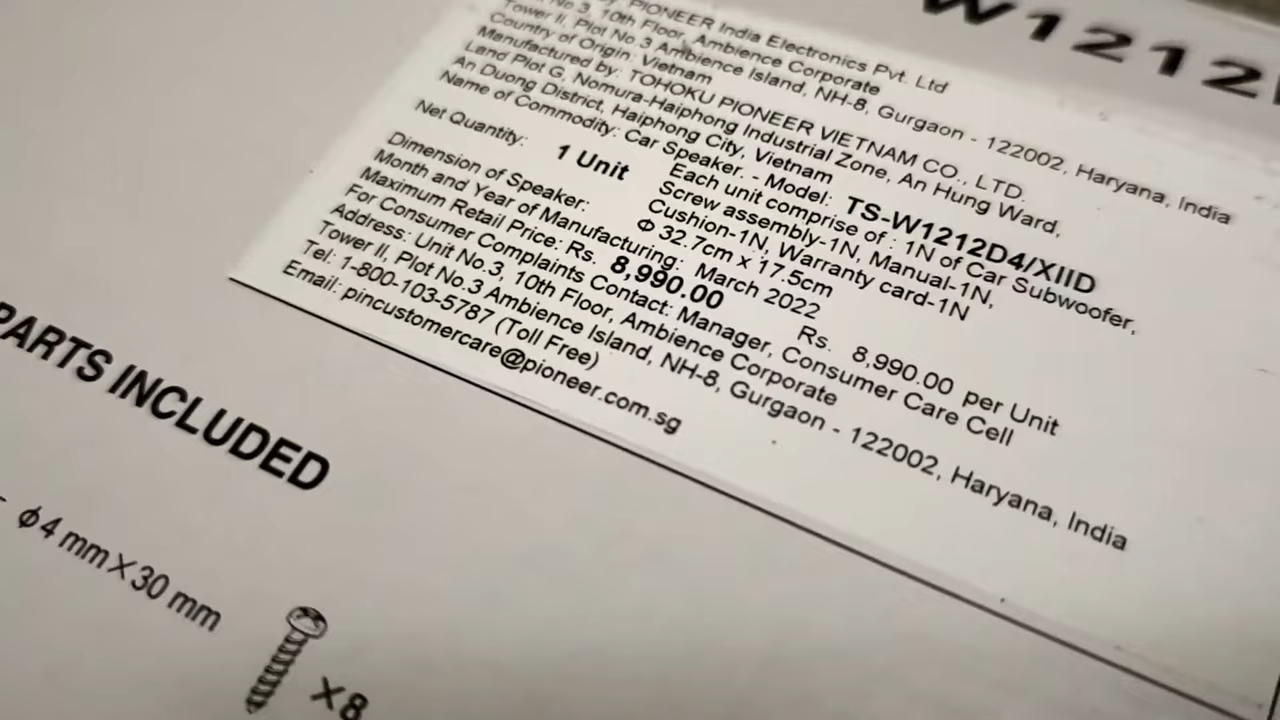 W1212
PIONEER India Electronics Pvt. Ltd
No 3, 10th Floor, Ambience Corporate
Tower II, Plot No.3 Ambience Island, NH-8, Gurgaon - 122002, Haryana, India
Country of Origin: Vietnam
Manufactured by: TOHOKU PIONEER VIETNAM CO., LTD.
Land Plot G, Nomura-Haiphong Industrial Zone, An Hung Ward,
An Duong District, Haiphong City, Vietnam
Name of Commodity: Car Speaker. - Model: TS-W1212D4/XIID
Net Quantity: 1 Unit Each unit comprise of : 1N of Car Subwoofer,
Screw assembly-1N, Manual-1N,
Cushion-1N, Warranty card-1N
Dimension of Speaker: Φ 32.7cm x 17.5cm
Month and Year of Manufacturing: March 2022
Maximum Retail Price: Rs. 8,990.00 Rs. 8,990.00 per Unit
For Consumer Complaints Contact: Manager, Consumer Care Cell
Address: Unit No.3, 10th Floor, Ambience Corporate
Tower II, Plot No.3 Ambience Island, NH-8, Gurgaon - 122002, Haryana, India
Tel: 1-800-103-5787 (Toll Free)
Email: pincustomercare@pioneer.com.sg
PARTS INCLUDED
- ϕ4 mm×30 mm
×8